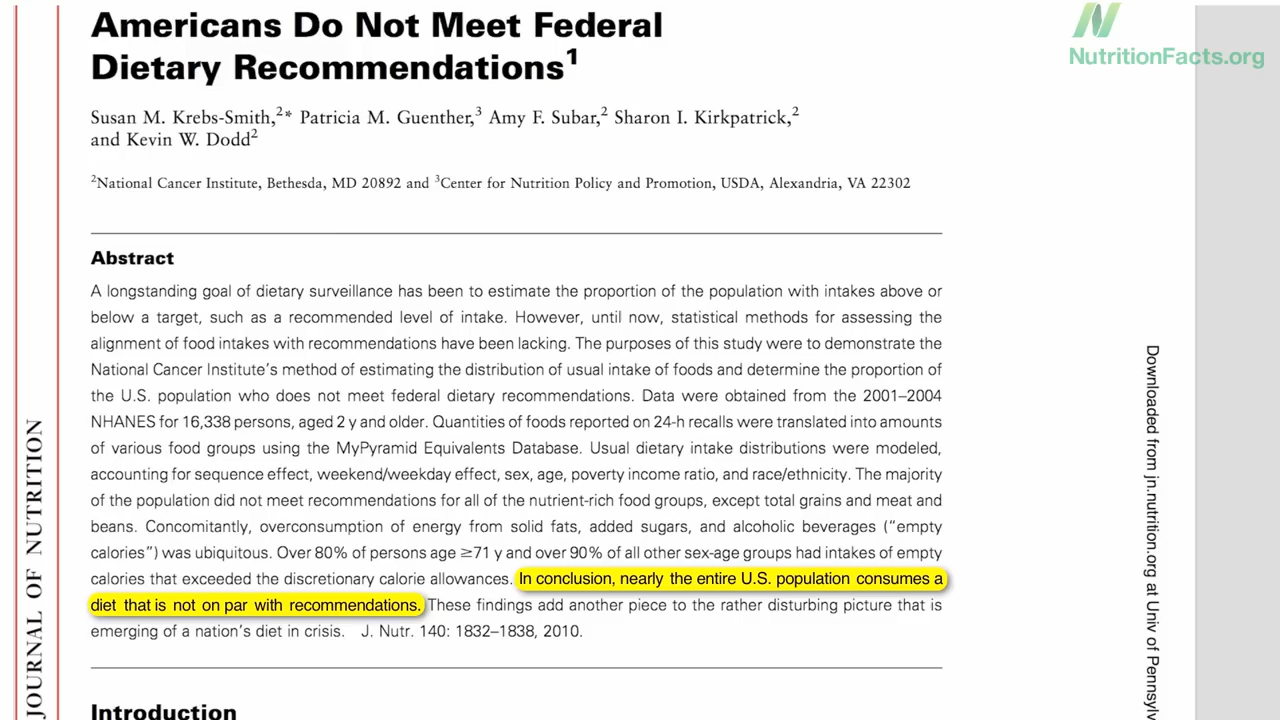 Americans Do Not Meet Federal
Dietary Recommendations¹
NutritionFacts.org
Susan M. Krebs-Smith,²* Patricia M. Guenther,³ Amy F. Subar,² Sharon I. Kirkpatrick,²
and Kevin W. Dodd²
²National Cancer Institute, Bethesda, MD 20892 and ³Center for Nutrition Policy and Promotion, USDA, Alexandria, VA 22302
Abstract
A longstanding goal of dietary surveillance has been to estimate the proportion of the population with intakes above or
below a target, such as a recommended level of intake. However, until now, statistical methods for assessing the
alignment of food intakes with recommendations have been lacking. The purposes of this study were to demonstrate the
National Cancer Institute's method of estimating the distribution of usual intake of foods and determine the proportion of
the U.S. population who does not meet federal dietary recommendations. Data were obtained from the 2001–2004
NHANES for 16,338 persons, aged 2 y and older. Quantities of foods reported on 24-h recalls were translated into amounts
of various food groups using the MyPyramid Equivalents Database. Usual dietary intake distributions were modeled,
accounting for sequence effect, weekend/weekday effect, sex, age, poverty income ratio, and race/ethnicity. The majority
of the population did not meet recommendations for all of the nutrient-rich food groups, except total grains and meat and
beans. Concomitantly, overconsumption of energy from solid fats, added sugars, and alcoholic beverages ("empty
calories") was ubiquitous. Over 80% of persons age ≥71 y and over 90% of all other sex-age groups had intakes of empty
calories that exceeded the discretionary calorie allowances. In conclusion, nearly the entire U.S. population consumes a
diet that is not on par with recommendations. These findings add another piece to the rather disturbing picture that is
emerging of a nation's diet in crisis. J. Nutr. 140: 1832–1838, 2010.
Introduction
JOURNAL OF NUTRITION
Downloaded from jn.nutrition.org at Univ of Pennsylv